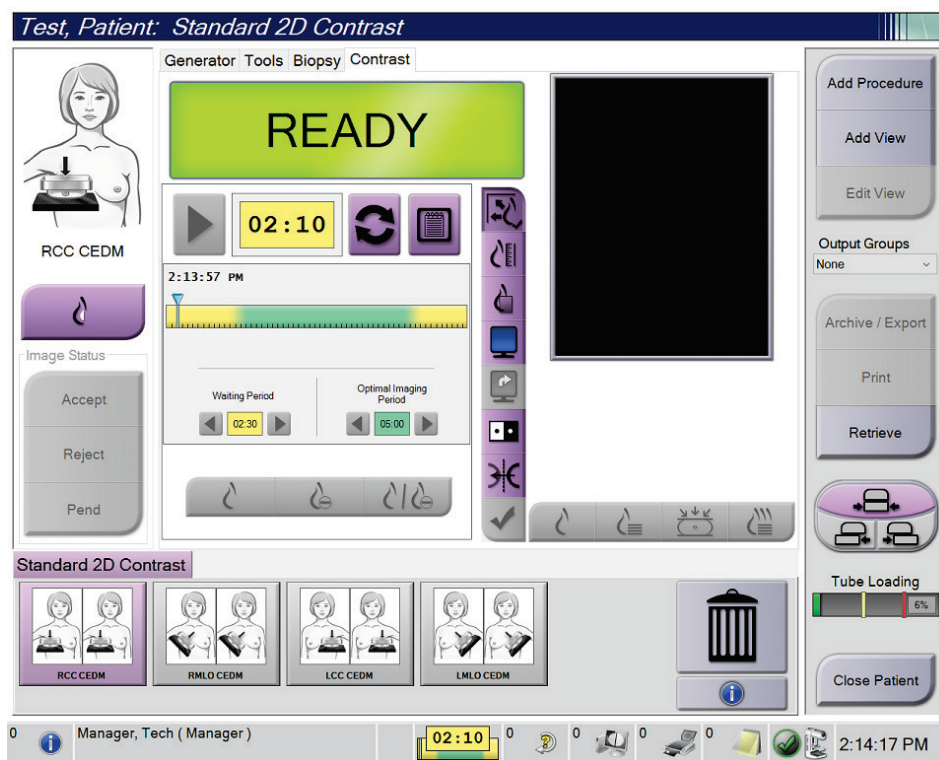 Test, Patient: Standard 2D Contrast
Generator Tools Biopsy Contrast
READY
RCC CEDM
02:10
2:13:57 PM
Waiting Period
Optimal Imaging
Period
02:30
05:00
Image Status
Accept
Reject
Pend
Add Procedure
Add View
Edit View
Output Groups
None
Archive / Export
Print
Retrieve
Tube Loading
6%
Close Patient
Standard 2D Contrast
RCC CEDM
RMLO CEDM
LCC CEDM
LMLO CEDM
0 Manager, Tech ( Manager ) 02:10 0 0 0 0 2:14:17 PM